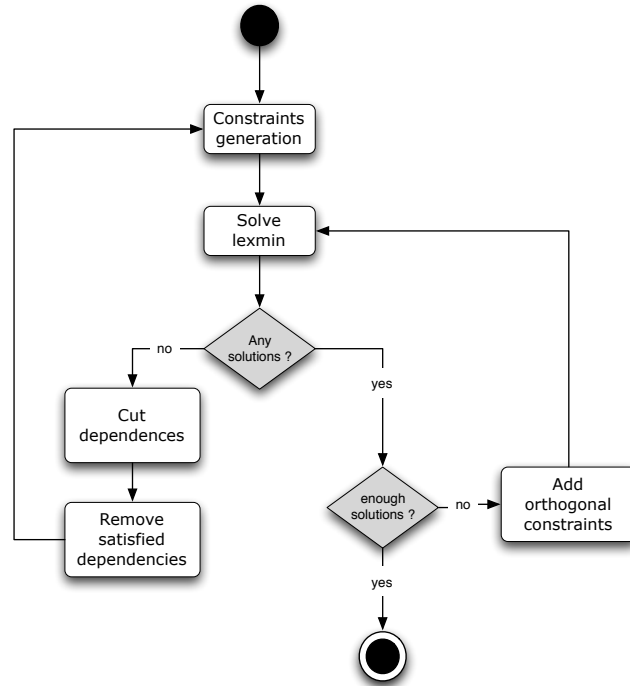 Constraints
generation
Solve
lexmin
Any
solutions ?
no
yes
Cut
dependences
enough
solutions ?
no
Add
orthogonal
constraints
Remove
satisfied
dependencies
yes